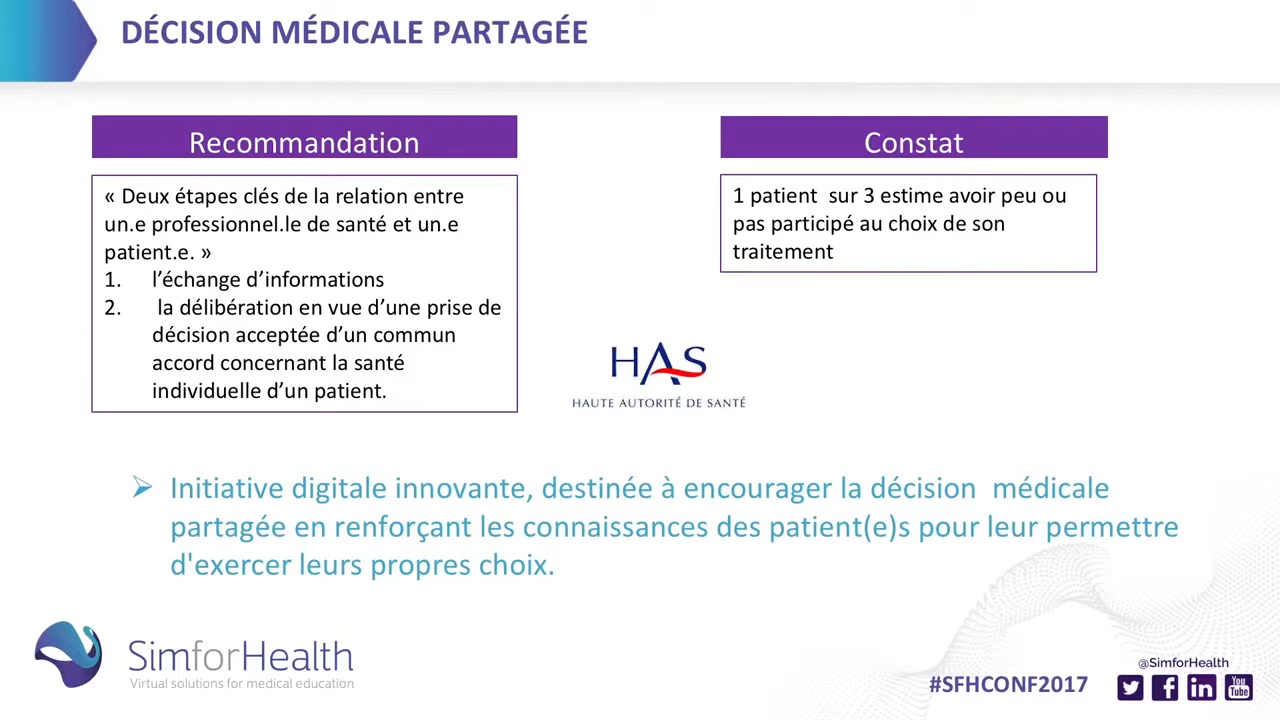 DÉCISION MÉDICALE PARTAGÉE
Recommandation
« Deux étapes clés de la relation entre
un.e professionnel.le de santé et un.e
patient.e. »
1. l’échange d’informations
2. la délibération en vue d’une prise de
décision acceptée d’un commun
accord concernant la santé
individuelle d’un patient.
Constat
1 patient sur 3 estime avoir peu ou
pas participé au choix de son
traitement
HAS
HAUTE AUTORITÉ DE SANTÉ
Initiative digitale innovante, destinée à encourager la décision médicale
partagée en renforçant les connaissances des patient(e)s pour leur permettre
d'exercer leurs propres choix.
SimforHealth
Virtual solutions for medical education
#SFHCONF2017
@SimforHealth
You Tube